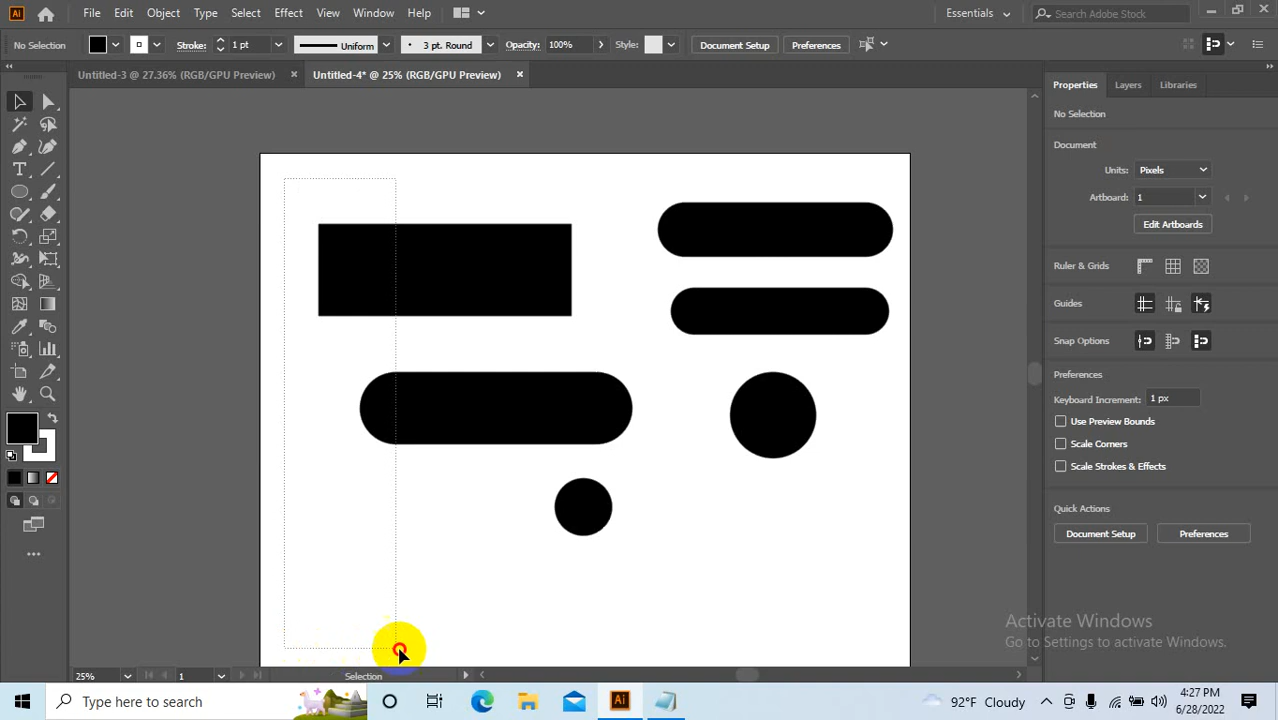 Ai File Edit Object Type Select Effect View Window Help Essentials Search Adobe Stock
No Selection Stroke: 1 pt Uniform 3 pt. Round Opacity: 100% Style: Document Setup Preferences
Untitled-3 @ 27.36% (RGB/GPU Preview) Untitled-4* @ 25% (RGB/GPU Preview)
Properties Layers Libraries
No Selection
Document
Units: Pixels
Artboard: 1
Edit Artboards
Ruler & Grids
Guides
Snap Options
Preferences
Keyboard Increment: 1 px
Use Preview Bounds
Scale Corners
Scale Strokes & Effects
Quick Actions
Document Setup Preferences
Activate Windows
Go to Settings to activate Windows.
25% 1 Selection
Type here to search Ai 92°F Cloudy 4:27 PM
6/28/2022